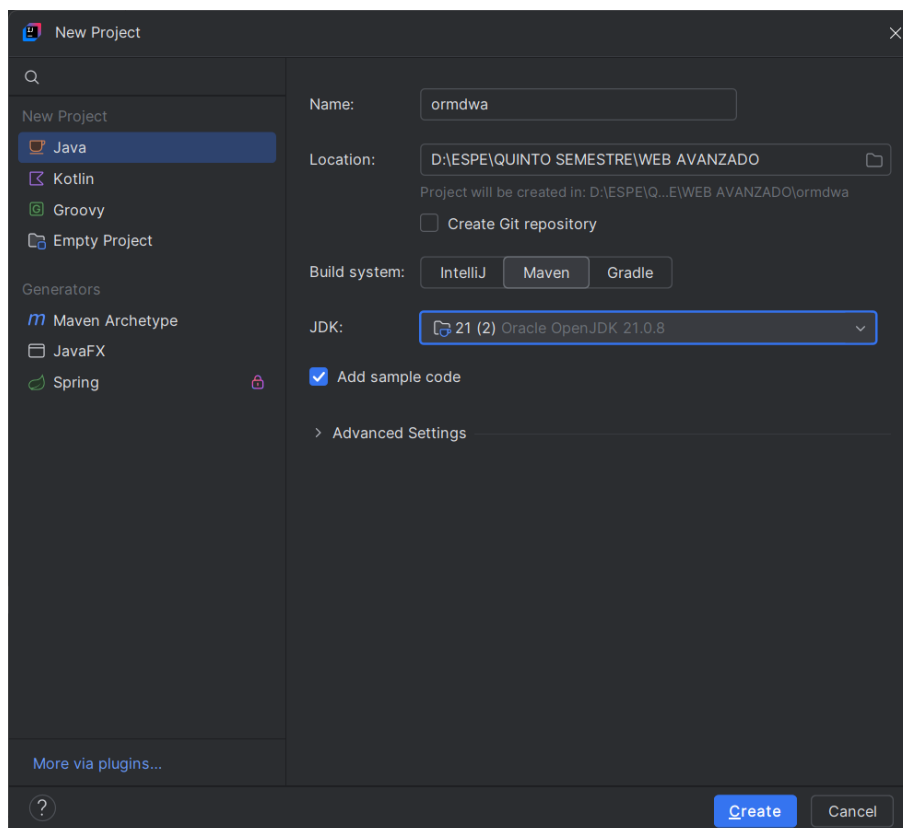 New Project
New Project
Java
Kotlin
G Groovy
Empty Project
Generators
m Maven Archetype
JavaFX
Spring
More via plugins...
Name: ormdwa
Location: D:\ESPE\QUINTO SEMESTRE\WEB AVANZADO
Project will be created in: D:\ESPE\Q...E\WEB AVANZADO\ormdwa
Create Git repository
Build system: IntelliJ Maven Gradle
JDK: 21 (2) Oracle OpenJDK 21.0.8
Add sample code
Advanced Settings
? Create Cancel